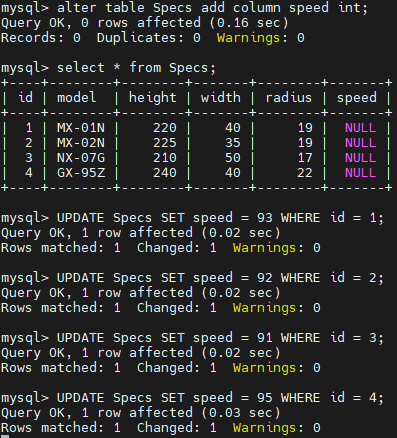 mysql> alter table Specs add column speed int;
Query OK, 0 rows affected (0.16 sec)
Records: 0  Duplicates: 0  Warnings: 0

mysql> select * from Specs;
+----+--------+--------+-------+--------+-------+
| id | model  | height | width | radius | speed |
+----+--------+--------+-------+--------+-------+
|  1 | MX-01N |    220 |    40 |     19 |  NULL |
|  2 | MX-02N |    225 |    35 |     19 |  NULL |
|  3 | NX-07G |    210 |    50 |     17 |  NULL |
|  4 | GX-95Z |    240 |    40 |     22 |  NULL |
+----+--------+--------+-------+--------+-------+

mysql> UPDATE Specs SET speed = 93 WHERE id = 1;
Query OK, 1 row affected (0.02 sec)
Rows matched: 1  Changed: 1  Warnings: 0

mysql> UPDATE Specs SET speed = 92 WHERE id = 2;
Query OK, 1 row affected (0.02 sec)
Rows matched: 1  Changed: 1  Warnings: 0

mysql> UPDATE Specs SET speed = 91 WHERE id = 3;
Query OK, 1 row affected (0.02 sec)
Rows matched: 1  Changed: 1  Warnings: 0

mysql> UPDATE Specs SET speed = 95 WHERE id = 4;
Query OK, 1 row affected (0.03 sec)
Rows matched: 1  Changed: 1  Warnings: 0